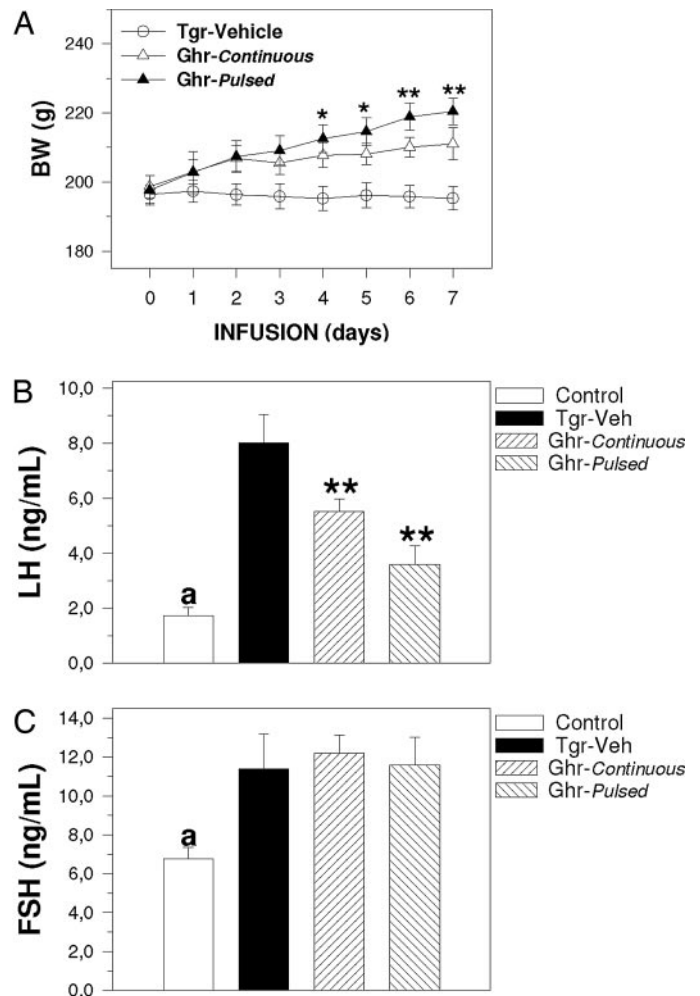 A
Tgr-Vehicle
Ghr-Continuous
Ghr-Pulsed
240
220
200
180
BW (g)
* * ** **
0 1 2 3 4 5 6 7
INFUSION (days)
B
10,0
8,0
6,0
4,0
2,0
0,0
LH (ng/mL)
a
** **
Control
Tgr-Veh
Ghr-Continuous
Ghr-Pulsed
C
14,0
12,0
10,0
8,0
6,0
4,0
2,0
0,0
FSH (ng/mL)
a
Control
Tgr-Veh
Ghr-Continuous
Ghr-Pulsed